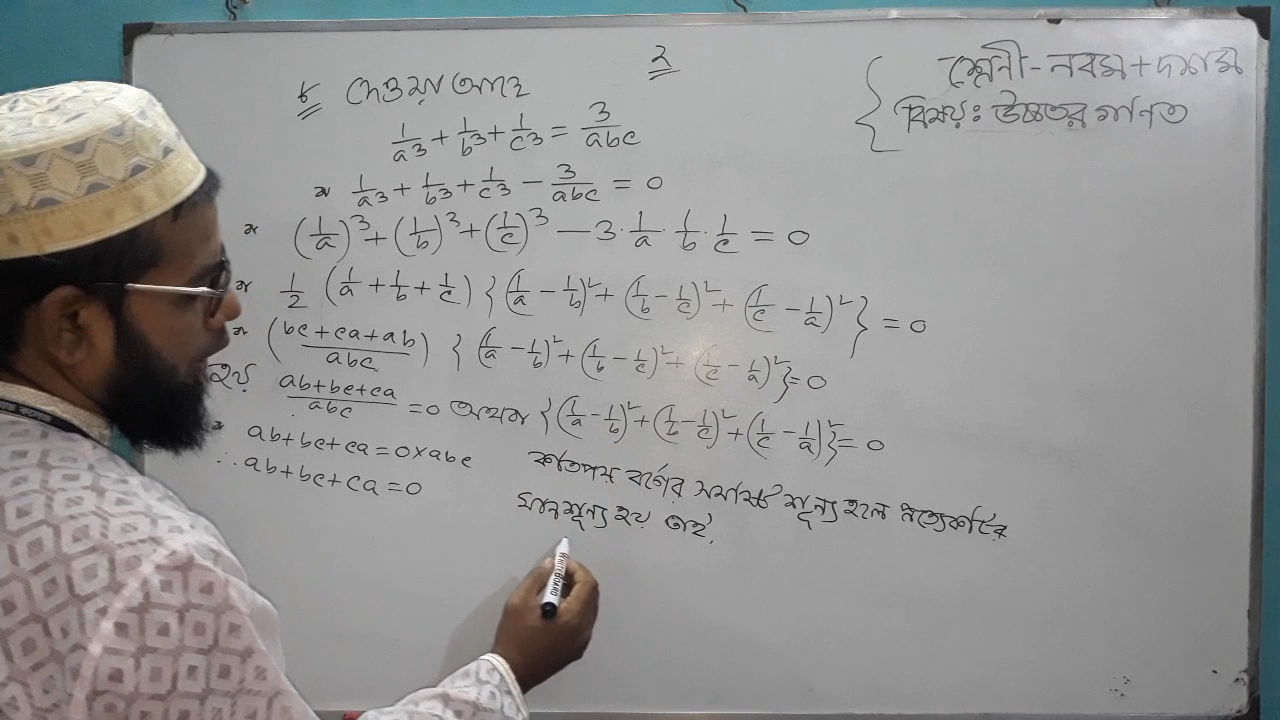 ২
শ্রেনী - নবম + দশম
বিষয়ঃ উচ্চতর গণিত
৮ দেওয়া আছে
1/a³ + 1/b³ + 1/c³ = 3/abc
বা 1/a³ + 1/b³ + 1/c³ − 3/abc = 0
বা (1/a)³ + (1/b)³ + (1/c)³ − 3 · 1/a · 1/b · 1/c = 0
বা 1/2 (1/a + 1/b + 1/c) {(1/a − 1/b)² + (1/b − 1/c)² + (1/c − 1/a)²} = 0
বা (bc+ca+ab / abc) {(1/a − 1/b)² + (1/b − 1/c)² + (1/c − 1/a)²} = 0
হয় ab+bc+ca / abc = 0 অথবা {(1/a − 1/b)² + (1/b − 1/c)² + (1/c − 1/a)}² = 0
বা ab+bc+ca = 0×abc
∴ ab+bc+ca = 0
কতিপয় বর্গের সমষ্টি শূন্য হলে প্রত্যেকটির
মান শূন্য হয় তাই,
WHITEBOARD